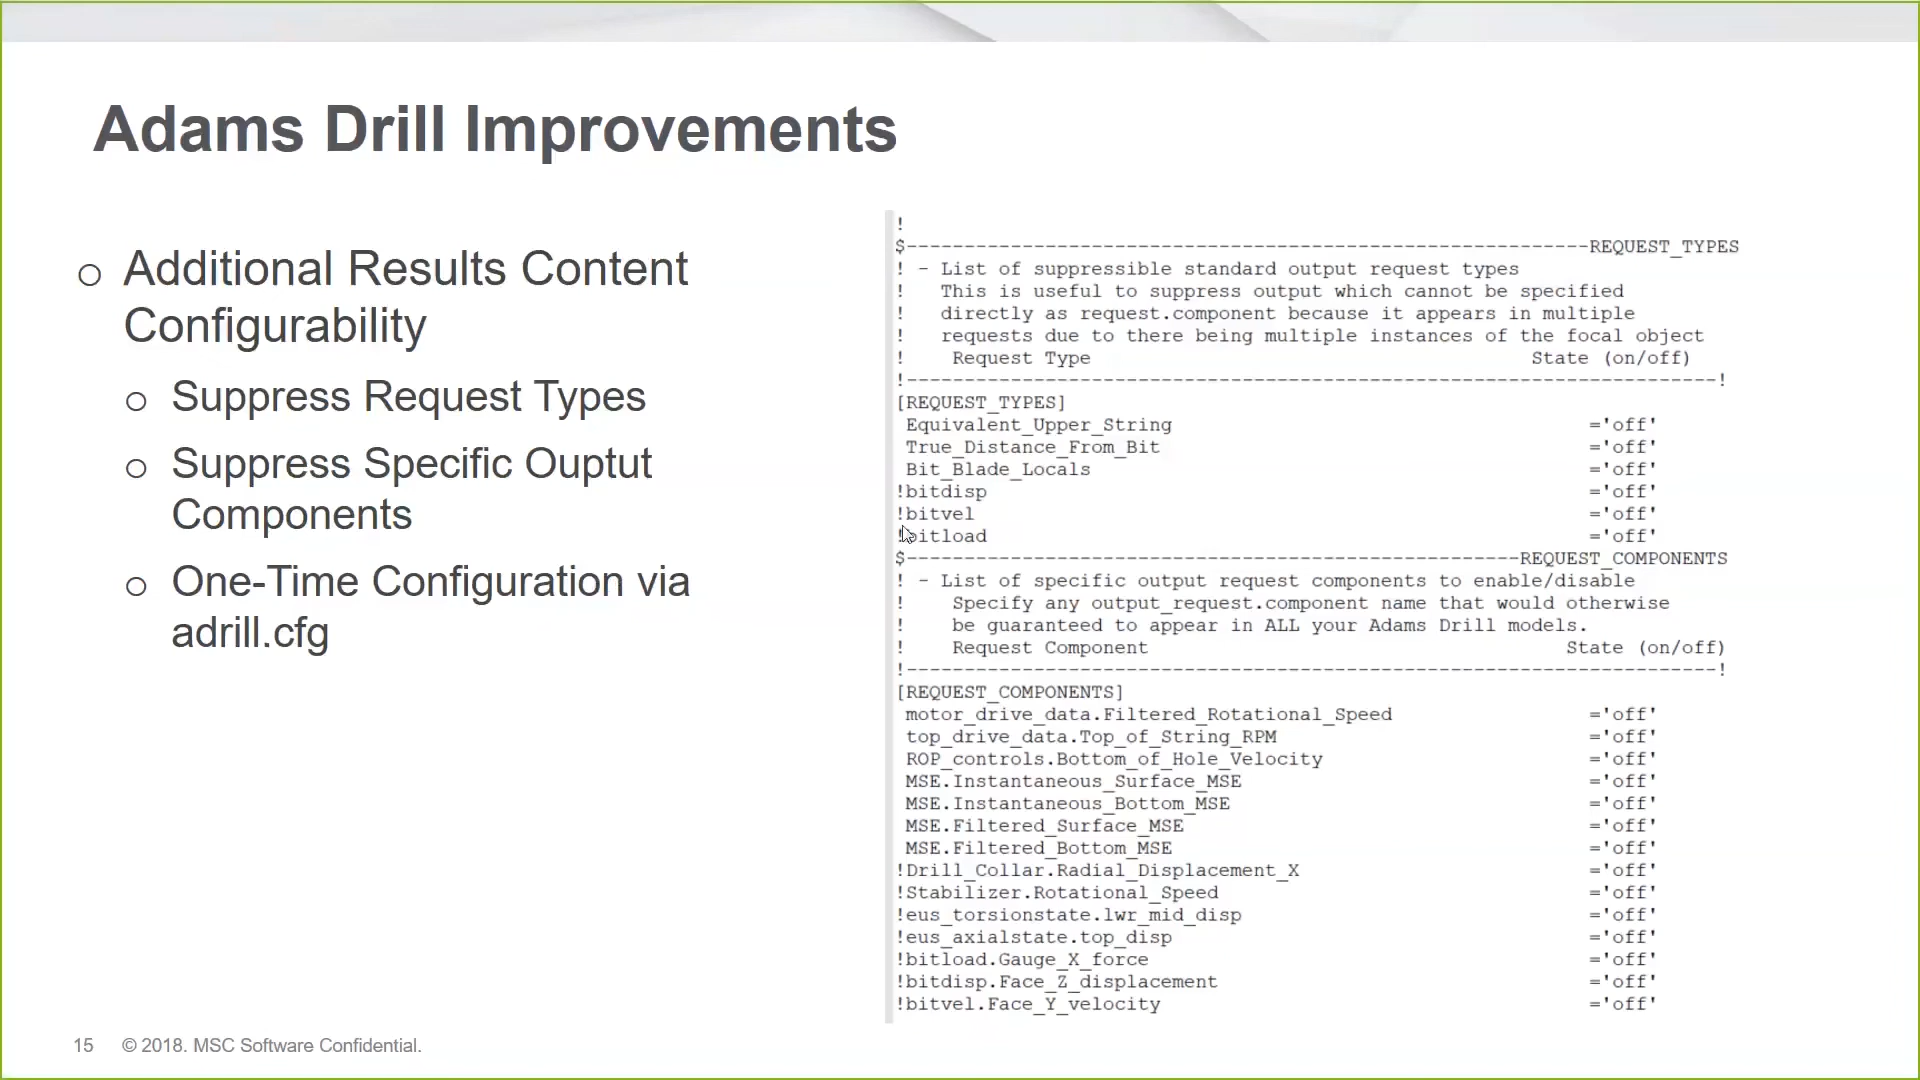 Adams Drill Improvements
o Additional Results Content
Configurability
o Suppress Request Types
o Suppress Specific Ouptut
Components
o One-Time Configuration via
adrill.cfg
!
$-----------------------------------------------------------REQUEST_TYPES
! - List of suppressible standard output request types
!   This is useful to suppress output which cannot be specified
!   directly as request.component because it appears in multiple
!   requests due to there being multiple instances of the focal object
!    Request Type                                      State (on/off)
!----------------------------------------------------------------------!
[REQUEST_TYPES]
 Equivalent_Upper_String                                    ='off'
 True_Distance_From_Bit                                     ='off'
 Bit_Blade_Locals                                           ='off'
!bitdisp                                                    ='off'
!bitvel                                                     ='off'
!bitload                                                    ='off'
$-----------------------------------------------------REQUEST_COMPONENTS
! - List of specific output request components to enable/disable
!    Specify any output_request.component name that would otherwise
!    be guaranteed to appear in ALL your Adams Drill models.
!    Request Component                                    State (on/off)
!----------------------------------------------------------------------!
[REQUEST_COMPONENTS]
 motor_drive_data.Filtered_Rotational_Speed                 ='off'
 top_drive_data.Top_of_String_RPM                           ='off'
 ROP_controls.Bottom_of_Hole_Velocity                       ='off'
 MSE.Instantaneous_Surface_MSE                              ='off'
 MSE.Instantaneous_Bottom_MSE                               ='off'
 MSE.Filtered_Surface_MSE                                   ='off'
 MSE.Filtered_Bottom_MSE                                    ='off'
!Drill_Collar.Radial_Displacement_X                         ='off'
!Stabilizer.Rotational_Speed                                ='off'
!eus_torsionstate.lwr_mid_disp                              ='off'
!eus_axialstate.top_disp                                    ='off'
!bitload.Gauge_X_force                                      ='off'
!bitdisp.Face_Z_displacement                                ='off'
!bitvel.Face_Y_velocity                                     ='off'
15 © 2018. MSC Software Confidential.